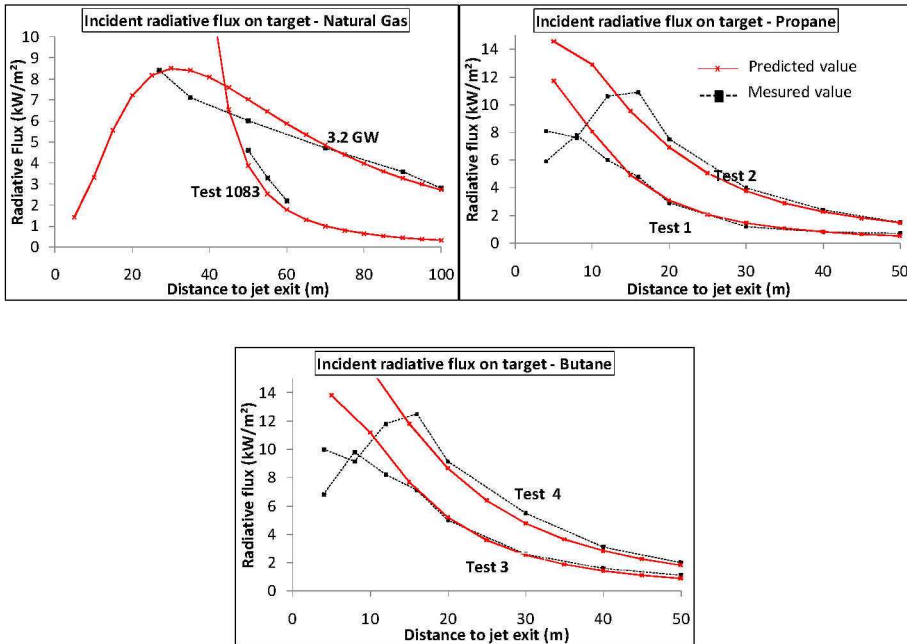 Incident radiative flux on target - Natural Gas
Radiative Flux (kW/m²)
10
9
8
7
6
5
4
3
2
1
0
3.2 GW
Test 1083
0 20 40 60 80 100
Distance to jet exit (m)
Incident radiative flux on target - Propane
Radiative flux (kW/m²)
14
12
10
8
6
4
2
0
Predicted value
Mesured value
Test 2
Test 1
0 10 20 30 40 50
Distance to jet exit (m)
Incident radiative flux on target - Butane
Radiative flux (kW/m²)
14
12
10
8
6
4
2
0
Test 4
Test 3
0 10 20 30 40 50
Distance to jet exit (m)